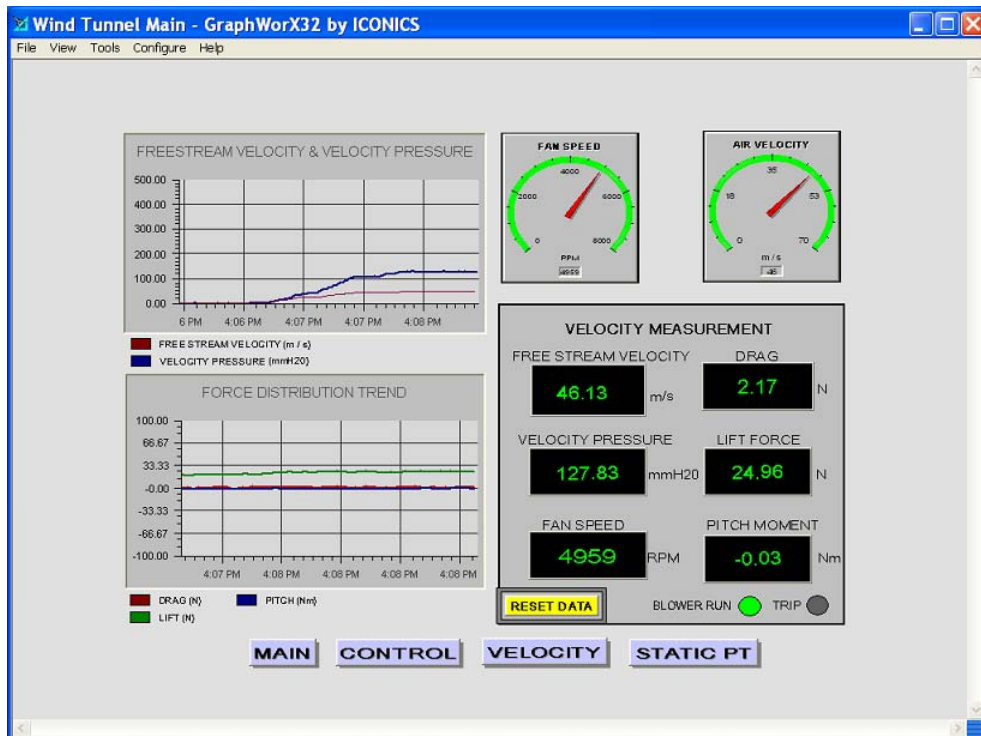 Wind Tunnel Main - GraphWorX32 by ICONICS
File View Tools Configure Help
FREESTREAM VELOCITY & VELOCITY PRESSURE
500.00
400.00
300.00
200.00
100.00
0.00
6 PM 4:06 PM 4:07 PM 4:07 PM 4:08 PM
FREE STREAM VELOCITY (m / s)
VELOCITY PRESSURE (mmH20)
FAN SPEED
4000
2000 6000
0 8000
RPM
4959
AIR VELOCITY
35
18 53
0 70
m / s
46
FORCE DISTRIBUTION TREND
100.00
66.67
33.33
-0.00
-33.33
-66.67
-100.00
4:07 PM 4:08 PM 4:08 PM 4:08 PM 4:08 PM
DRAG (N) PITCH (Nm)
LIFT (N)
VELOCITY MEASUREMENT
FREE STREAM VELOCITY DRAG
46.13 m/s 2.17 N
VELOCITY PRESSURE LIFT FORCE
127.83 mmH20 24.96 N
FAN SPEED PITCH MOMENT
4959 RPM -0.03 Nm
RESET DATA BLOWER RUN TRIP
MAIN CONTROL VELOCITY STATIC PT